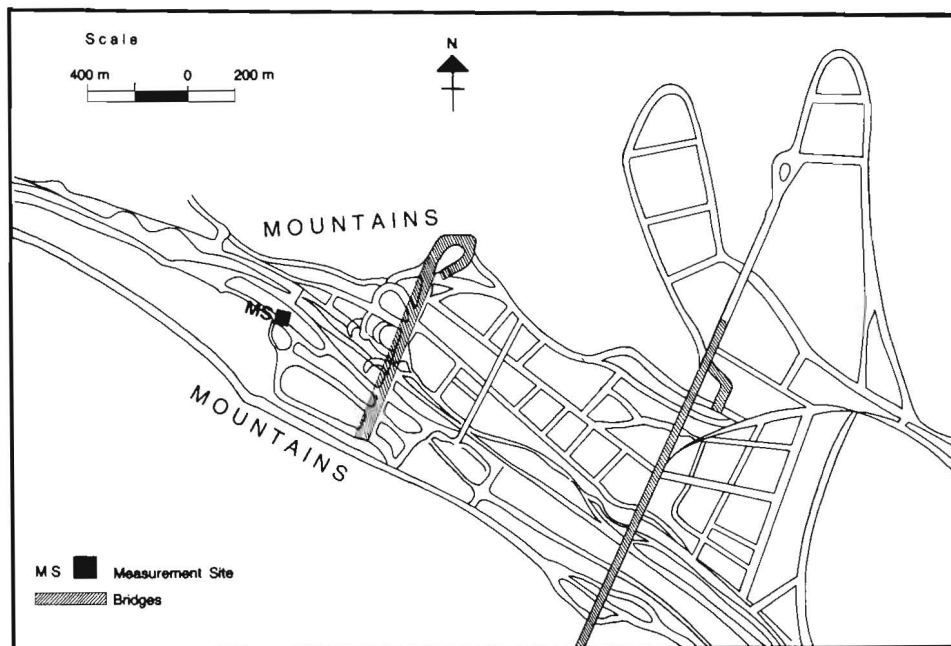 Scale
400 m 0 200 m
N
MOUNTAINS
MS
MOUNTAINS
MS Measurement Site
Bridges